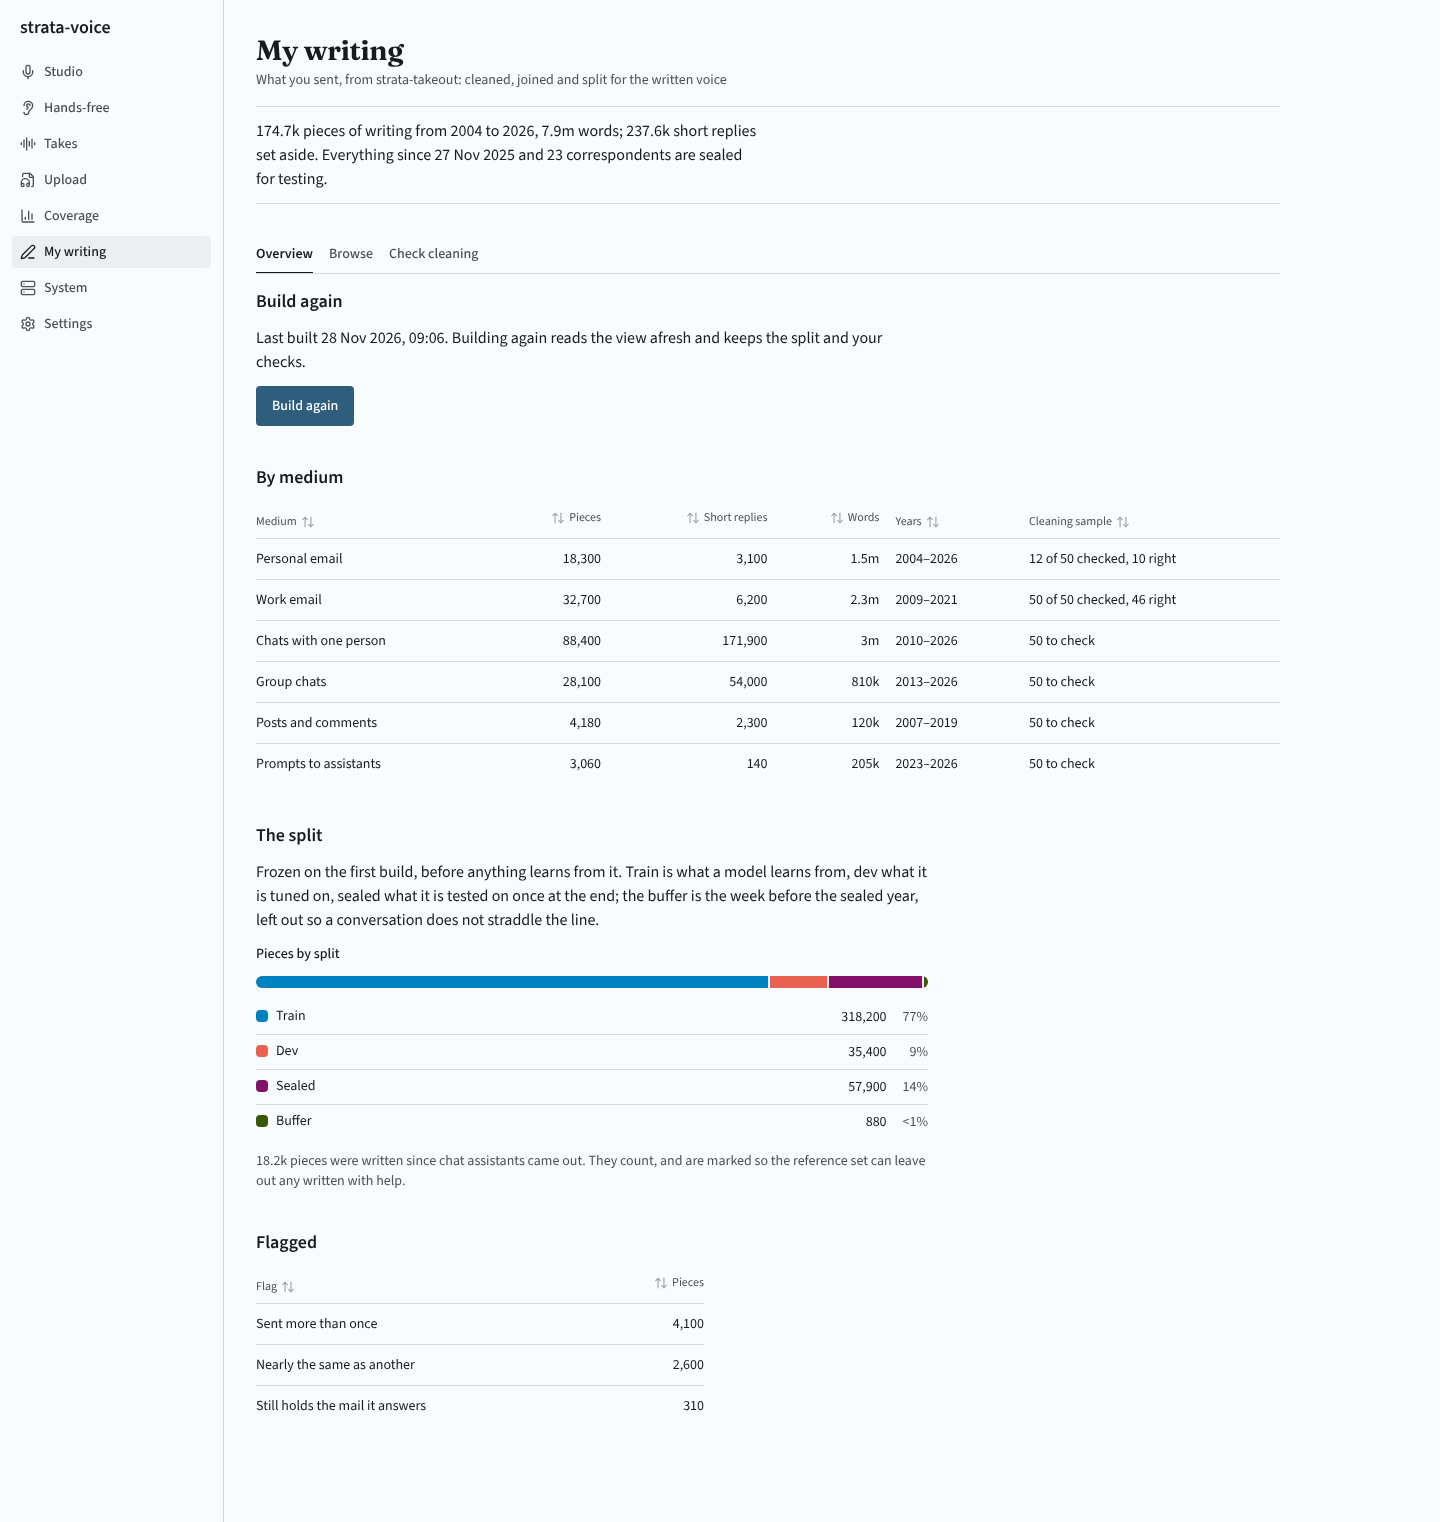 strata-voice
Studio
Hands-free
Takes
Upload
Coverage
My writing
System
Settings
My writing
What you sent, from strata-takeout: cleaned, joined and split for the written voice
174.7k pieces of writing from 2004 to 2026, 7.9m words; 237.6k short replies
set aside. Everything since 27 Nov 2025 and 23 correspondents are sealed
for testing.
Overview Browse Check cleaning
Build again
Last built 28 Nov 2026, 09:06. Building again reads the view afresh and keeps the split and your
checks.
Build again
By medium
Medium Pieces Short replies Words Years Cleaning sample
Personal email 18,300 3,100 1.5m 2004–2026 12 of 50 checked, 10 right
Work email 32,700 6,200 2.3m 2009–2021 50 of 50 checked, 46 right
Chats with one person 88,400 171,900 3m 2010–2026 50 to check
Group chats 28,100 54,000 810k 2013–2026 50 to check
Posts and comments 4,180 2,300 120k 2007–2019 50 to check
Prompts to assistants 3,060 140 205k 2023–2026 50 to check
The split
Frozen on the first build, before anything learns from it. Train is what a model learns from, dev what it
is tuned on, sealed what it is tested on once at the end; the buffer is the week before the sealed year,
left out so a conversation does not straddle the line.
Pieces by split
Train 318,200 77%
Dev 35,400 9%
Sealed 57,900 14%
Buffer 880 <1%
18.2k pieces were written since chat assistants came out. They count, and are marked so the reference set can leave
out any written with help.
Flagged
Flag Pieces
Sent more than once 4,100
Nearly the same as another 2,600
Still holds the mail it answers 310